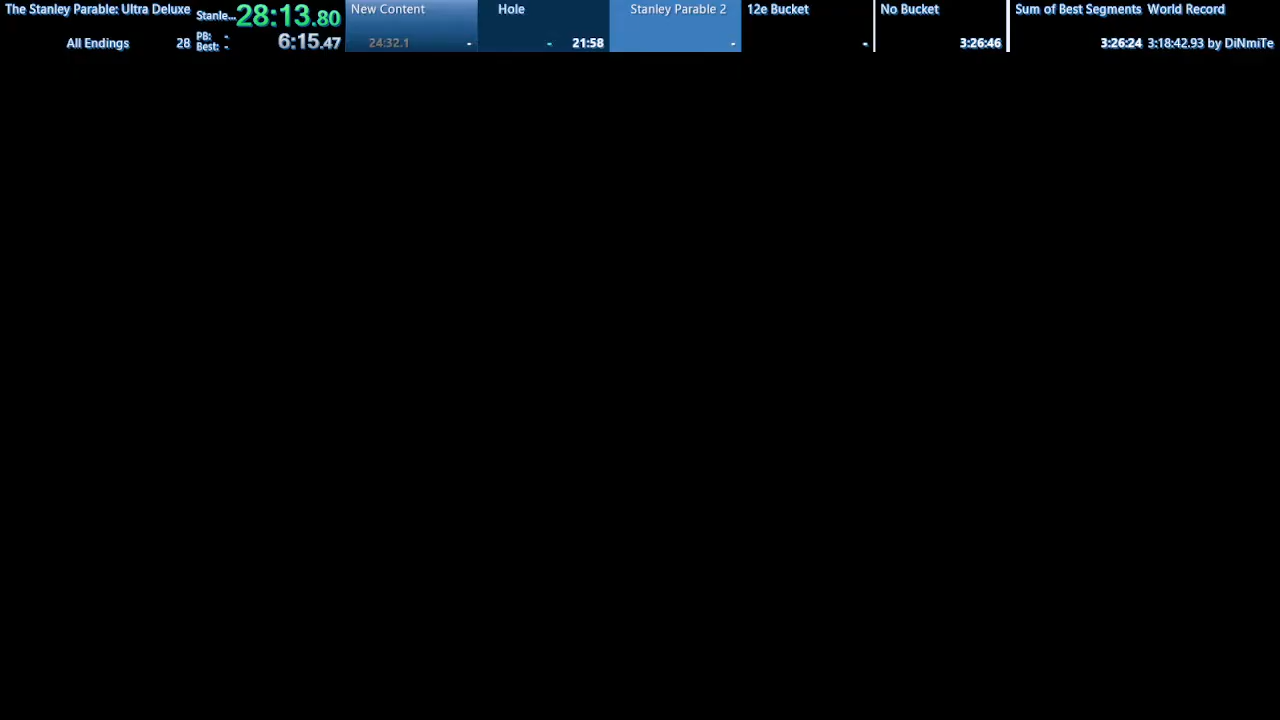 The Stanley Parable: Ultra Deluxe
All Endings 28
Stanle... 28:13.80
PB: -
Best: - 6:15.47
New Content
24:32.1 -
Hole
- 21:58
Stanley Parable 2
-
12e Bucket
-
No Bucket
3:26:46
Sum of Best Segments
3:26:24
World Record
3:18:42.93 by DiNmiTe